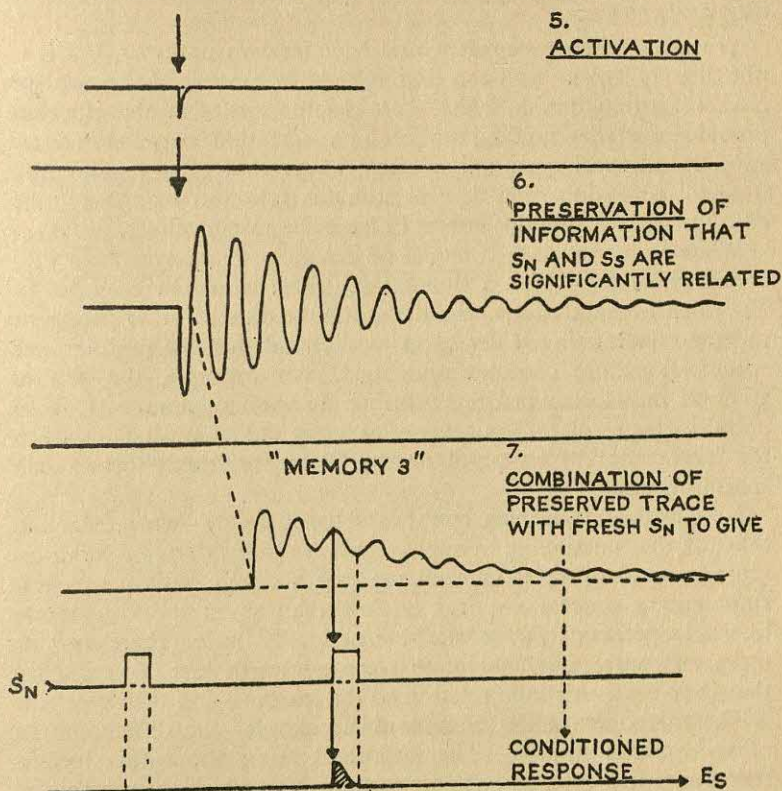 5.
ACTIVATION
6.
PRESERVATION OF
INFORMATION THAT
SN AND SS ARE
SIGNIFICANTLY RELATED
"MEMORY 3"
7.
COMBINATION OF
PRESERVED TRACE
WITH FRESH SN TO GIVE
SN
CONDITIONED
RESPONSE
ES